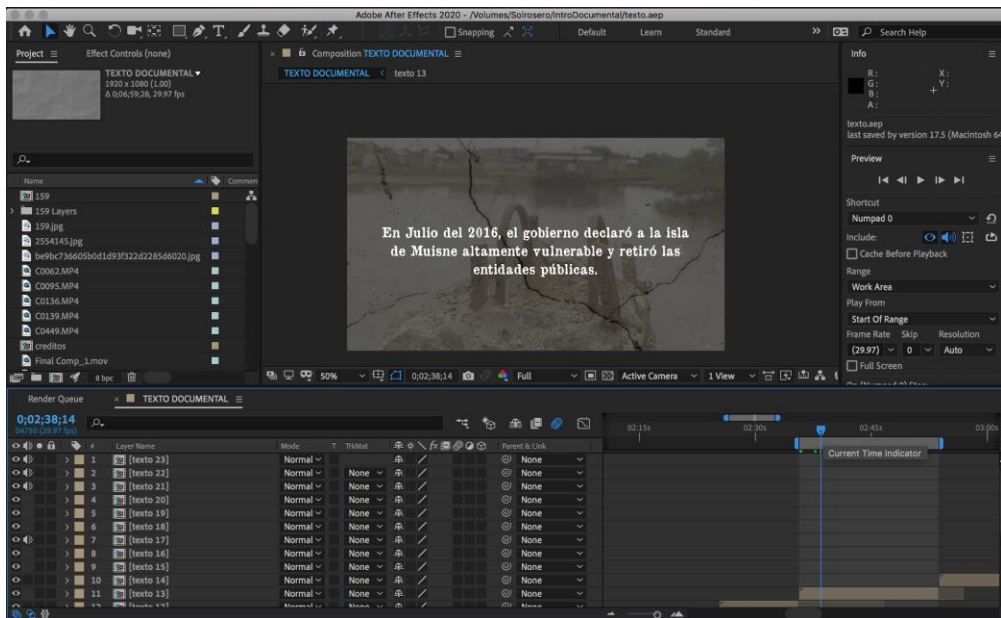 Adobe After Effects 2020 - /Volumes/Soirosero/IntroDocumental/texto.aep
Snapping
Default Learn Standard
Search Help
Project
Effect Controls (none)
TEXTO DOCUMENTAL
1920 x 1080 (1.00)
Δ 0;06;59;28, 29.97 fps
Name
Commen
159
159 Layers
159.jpg
2554145.jpg
be9bc736605b0d1d93f322d2285d6020.jpg
C0062.MP4
C0095.MP4
C0136.MP4
C0139.MP4
C0449.MP4
creditos
Final Comp_1.mov
8 bpc
Composition TEXTO DOCUMENTAL
TEXTO DOCUMENTAL
texto 13
En Julio del 2016, el gobierno declaró a la isla
de Muisne altamente vulnerable y retiró las
entidades públicas.
50%
0;02;38;14
Full
Active Camera
1 View
Info
R:
G:
B:
A:
X:
Y:
texto.aep
last saved by version 17.5 (Macintosh 64
Preview
Shortcut
Numpad 0
Include:
Cache Before Playback
Range
Work Area
Play From
Start Of Range
Frame Rate Skip Resolution
(29.97) 0 Auto
Full Screen
Render Queue
TEXTO DOCUMENTAL
0;02;38;14
04750 (29.97 fps)
# Layer Name Mode T TrkMat Parent & Link
1 [texto 23] Normal None
2 [texto 22] Normal None None
3 [texto 21] Normal None None
4 [texto 20] Normal None None
5 [texto 19] Normal None None
6 [texto 18] Normal None None
7 [texto 17] Normal None None
8 [texto 16] Normal None None
9 [texto 15] Normal None None
10 [texto 14] Normal None None
11 [texto 13] Normal None None
12 [texto 12] Normal None None
02:15s 02:30s 02:45s 03:00s
Current Time Indicator